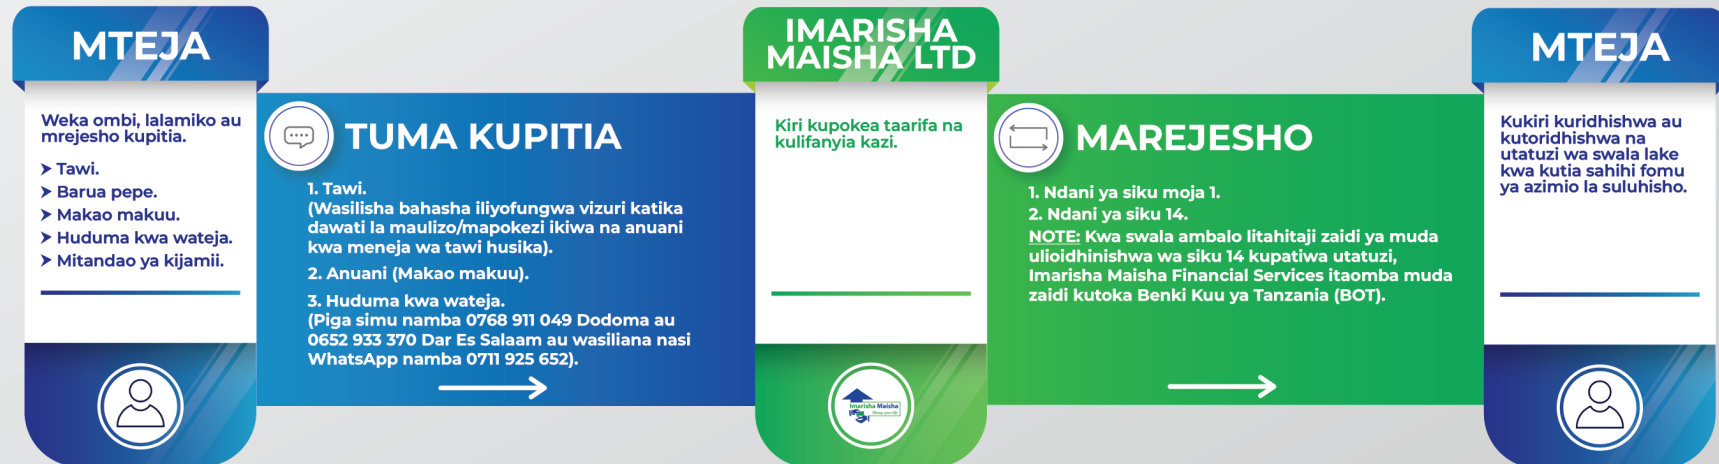 MTEJA
Weka ombi, lalamiko au
mrejesho kupitia.
➤ Tawi.
➤ Barua pepe.
➤ Makao makuu.
➤ Huduma kwa wateja.
➤ Mitandao ya kijamii.
TUMA KUPITIA
1. Tawi.
(Wasilisha bahasha iliyofungwa vizuri katika
dawati la maulizo/mapokezi ikiwa na anuani
kwa meneja wa tawi husika).
2. Anuani (Makao makuu).
3. Huduma kwa wateja.
(Piga simu namba 0768 911 049 Dodoma au
0652 933 370 Dar Es Salaam au wasiliana nasi
WhatsApp namba 0711 925 652).
IMARISHA
MAISHA LTD
Kiri kupokea taarifa na
kulifanyia kazi.
Imarisha Maisha
MAREJESHO
1. Ndani ya siku moja 1.
2. Ndani ya siku 14.
NOTE: Kwa swala ambalo litahitaji zaidi ya muda
ulioidhinishwa wa siku 14 kupatiwa utatuzi,
Imarisha Maisha Financial Services itaomba muda
zaidi kutoka Benki Kuu ya Tanzania (BOT).
MTEJA
Kukiri kuridhishwa au
kutoridhishwa na
utatuzi wa swala lake
kwa kutia sahihi fomu
ya azimio la suluhisho.